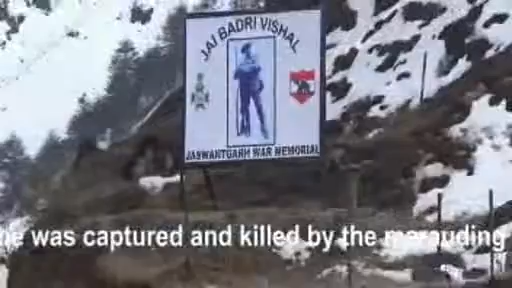 JAI BADRI VISHAL
JASWANTGARH WAR MEMORIAL
he was captured and killed by the marauding